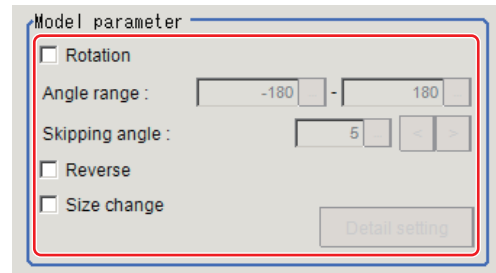 Model parameter
Rotation
Angle range : -180 ... - 180 ...
Skipping angle : 5 ... < >
Reverse
Size change
Detail setting